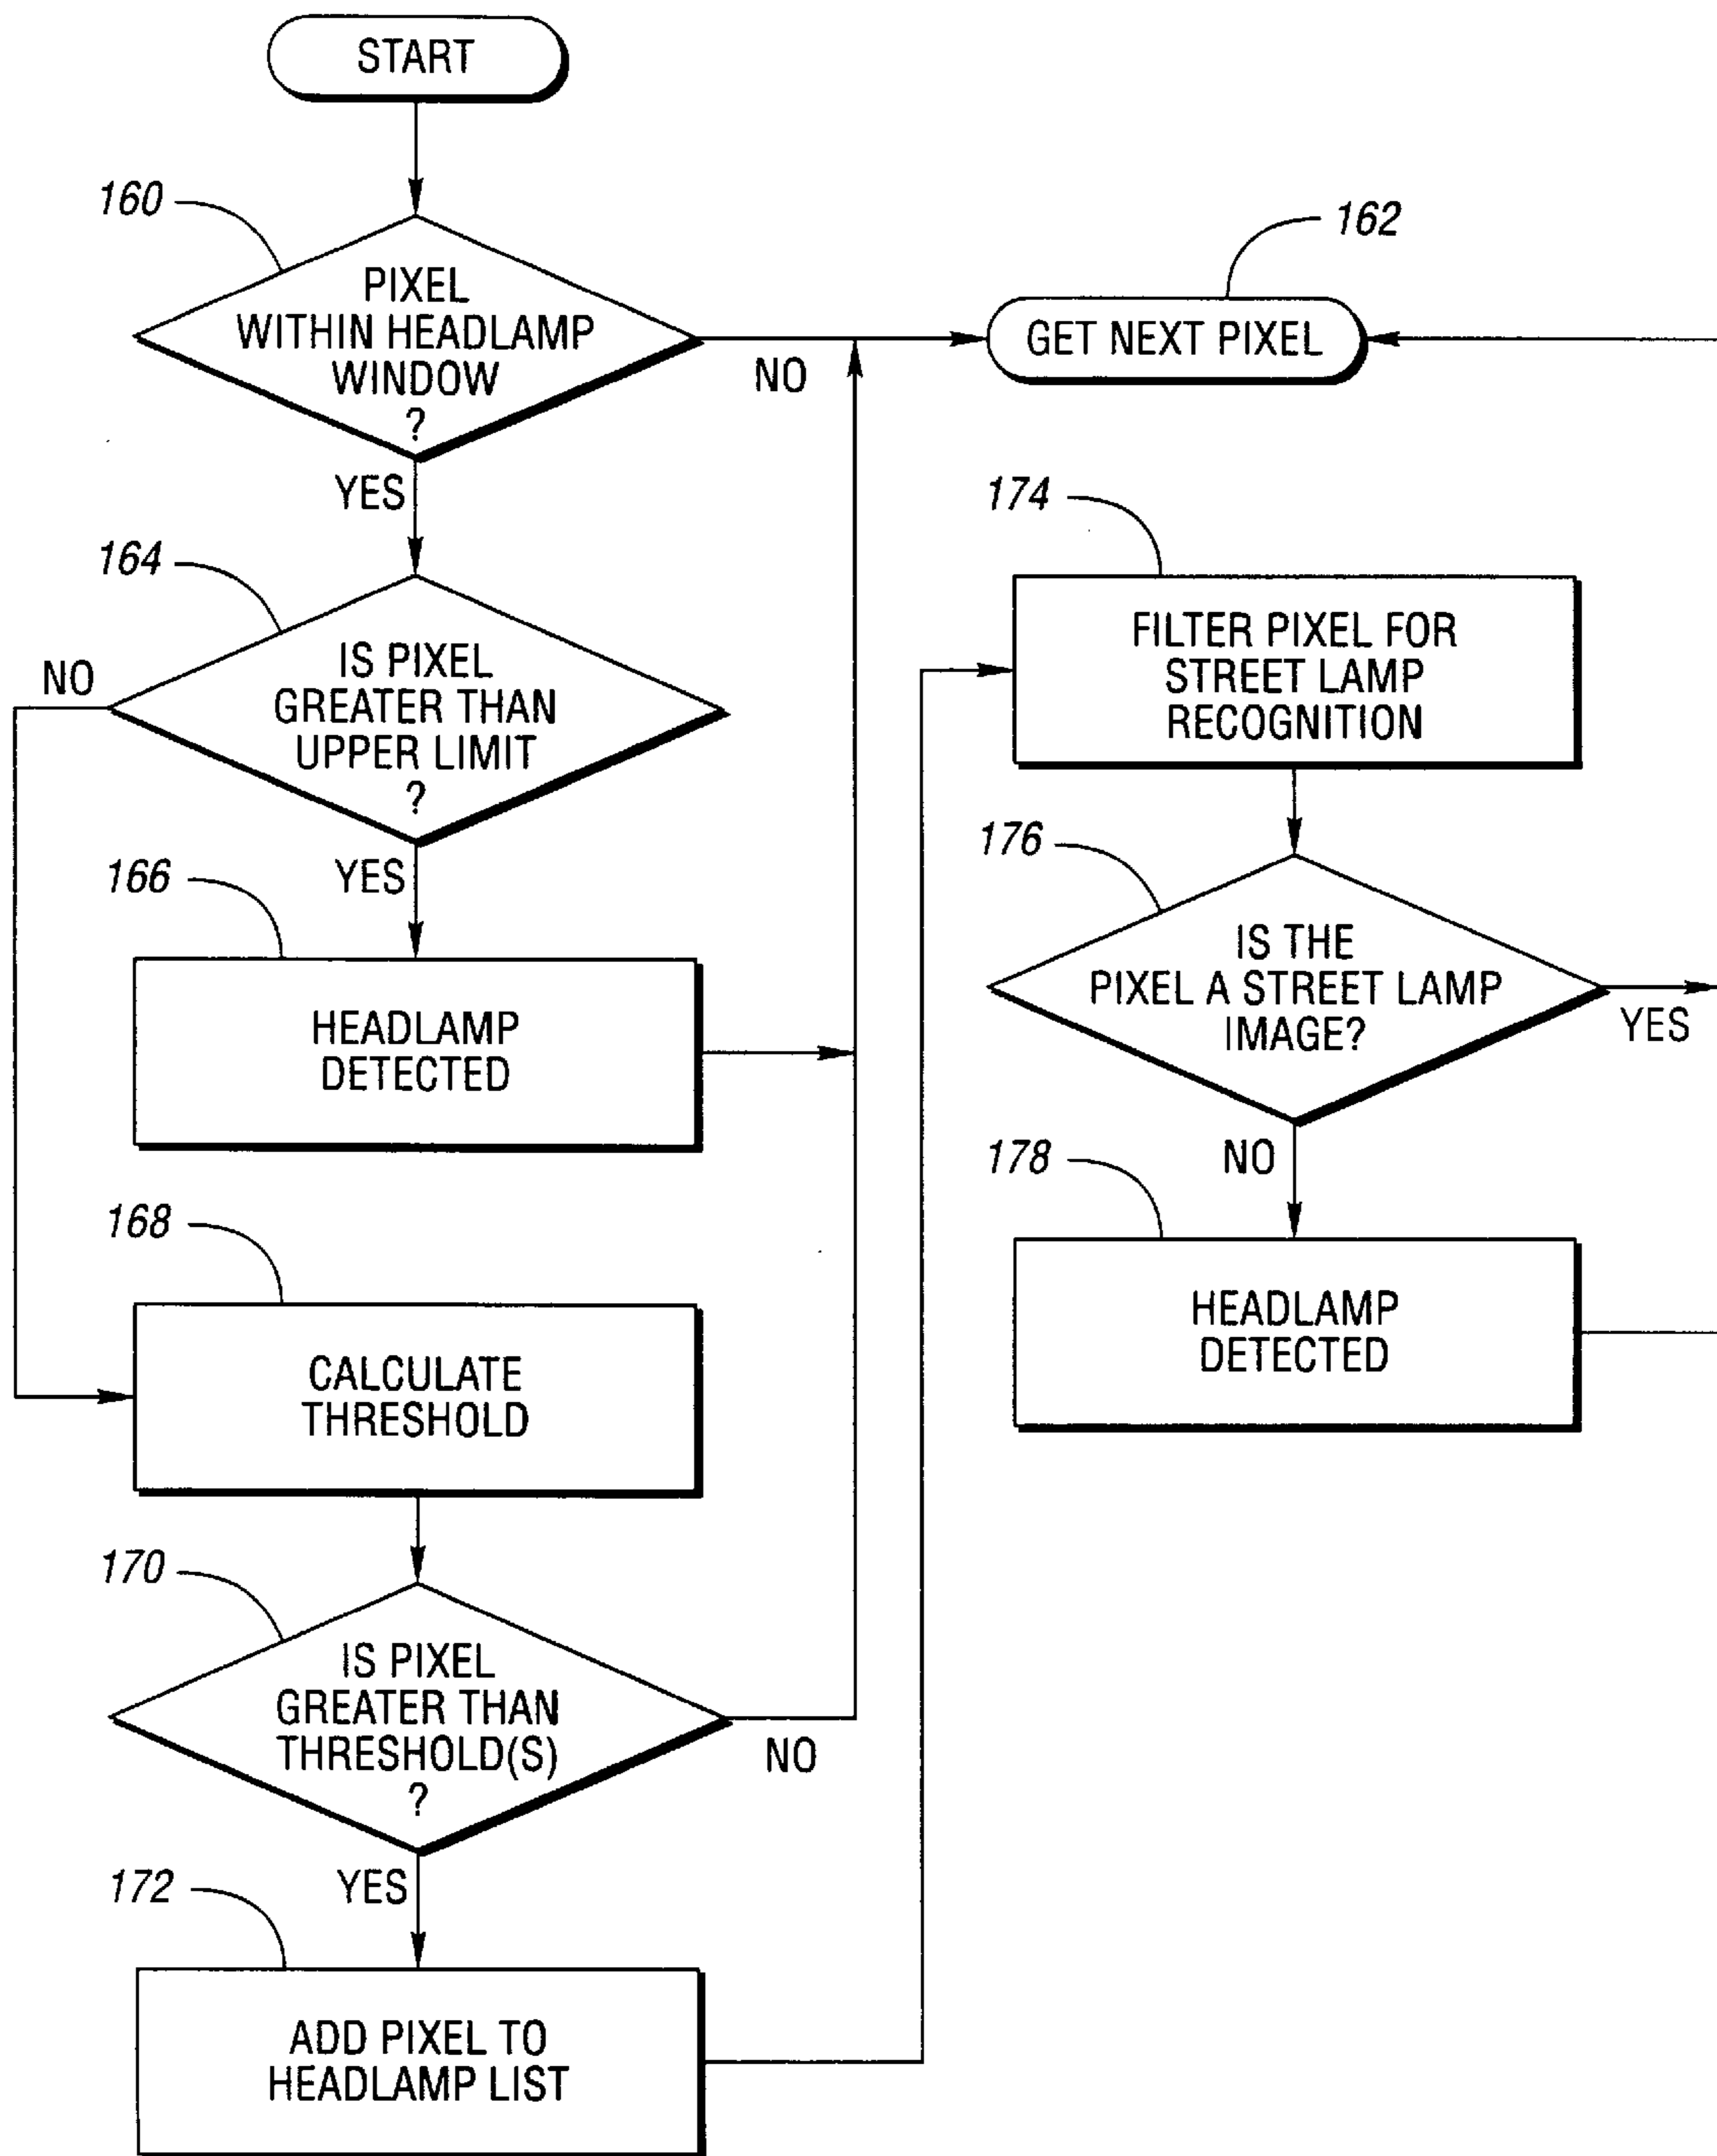 START
160
PIXEL
WITHIN HEADLAMP
WINDOW
?
NO
YES
162
GET NEXT PIXEL
164
IS PIXEL
GREATER THAN
UPPER LIMIT
?
NO
YES
166
HEADLAMP
DETECTED
168
CALCULATE
THRESHOLD
170
IS PIXEL
GREATER THAN
THRESHOLD(S)
?
NO
YES
172
ADD PIXEL TO
HEADLAMP LIST
174
FILTER PIXEL FOR
STREET LAMP
RECOGNITION
176
IS THE
PIXEL A STREET LAMP
IMAGE?
YES
NO
178
HEADLAMP
DETECTED